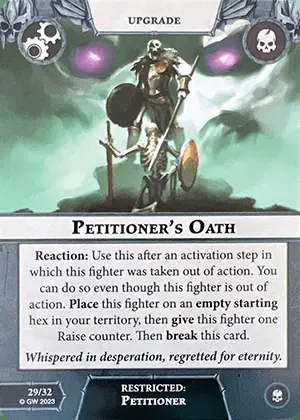 UPGRADE
PETITIONER'S OATH
Reaction: Use this after an activation step in
which this fighter was taken out of action. You
can do so even though this fighter is out of
action. Place this fighter on an empty starting
hex in your territory, then give this fighter one
Raise counter. Then break this card.
Whispered in desperation, regretted for eternity.
29/32
© GW 2023
RESTRICTED:
PETITIONER